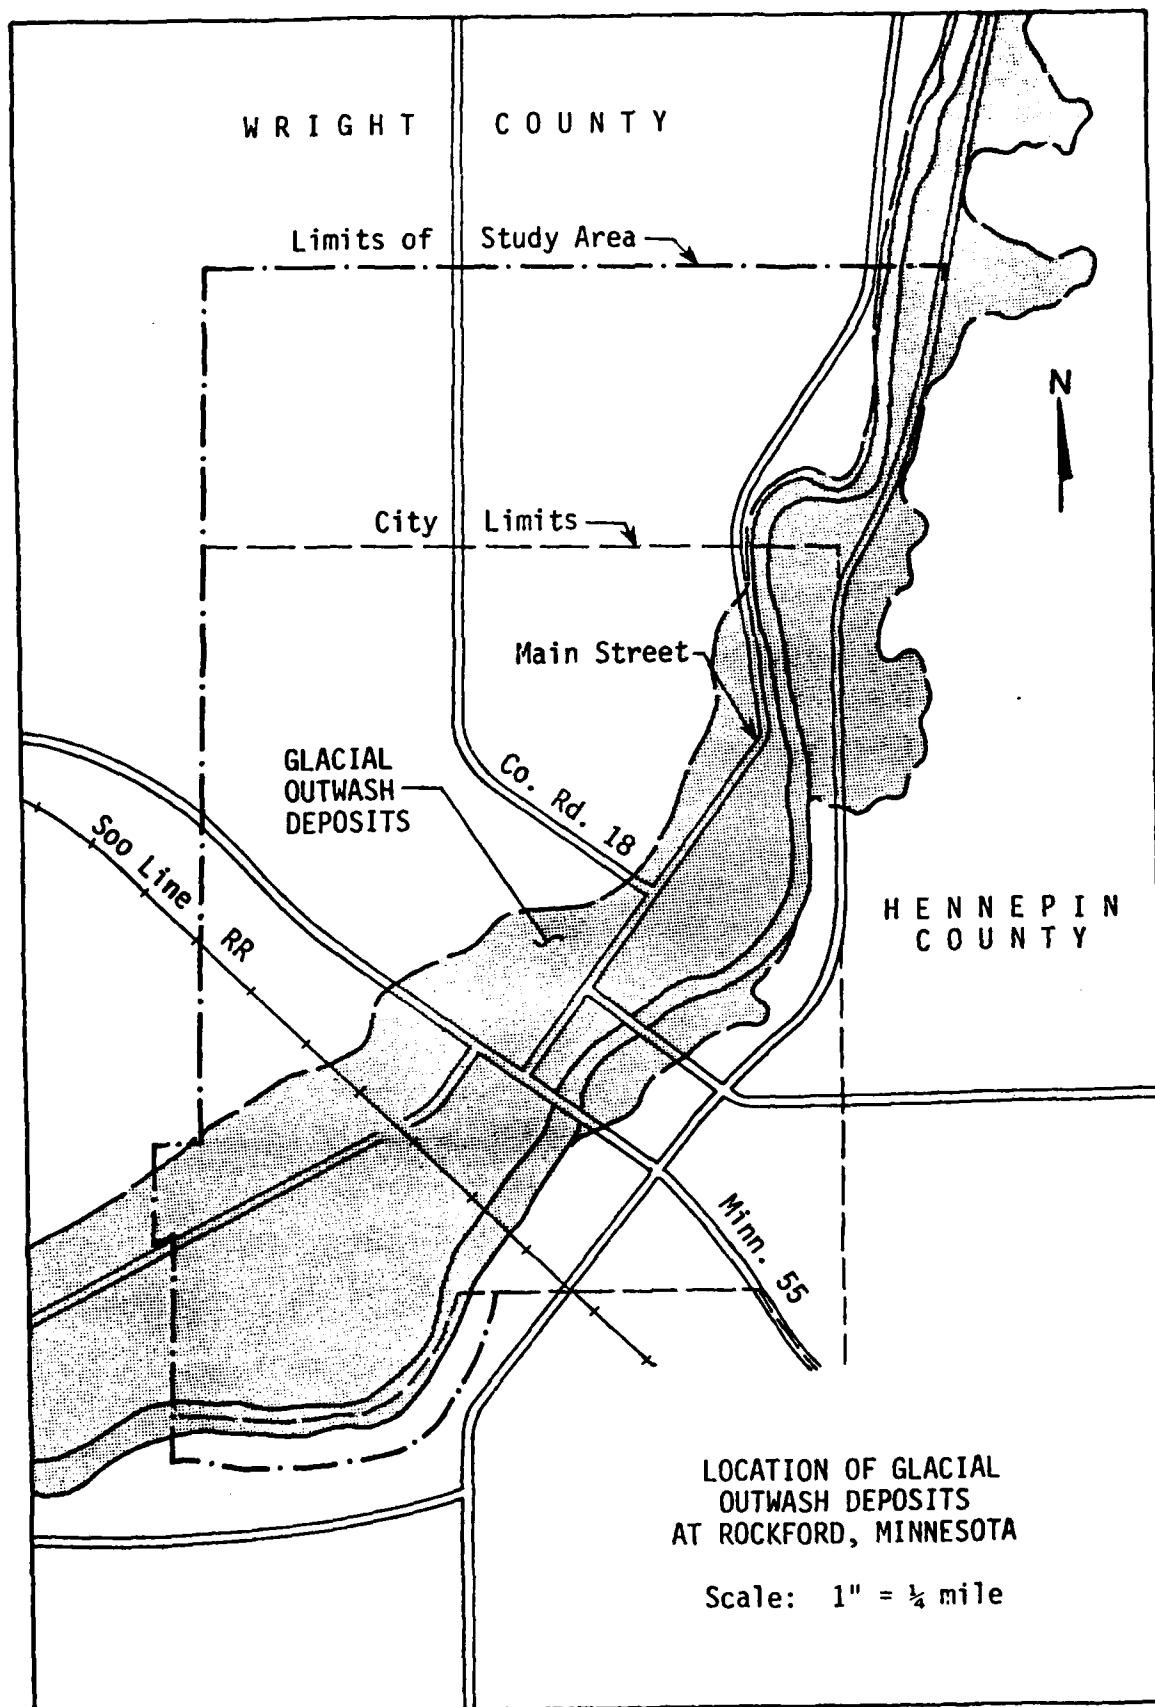 WRIGHT COUNTY
Limits of Study Area
N
City Limits
Main Street
GLACIAL
OUTWASH
DEPOSITS
Co. Rd. 18
Soo Line RR
HENNEPIN
COUNTY
Minn. 55
LOCATION OF GLACIAL
OUTWASH DEPOSITS
AT ROCKFORD, MINNESOTA
Scale: 1" = ¼ mile